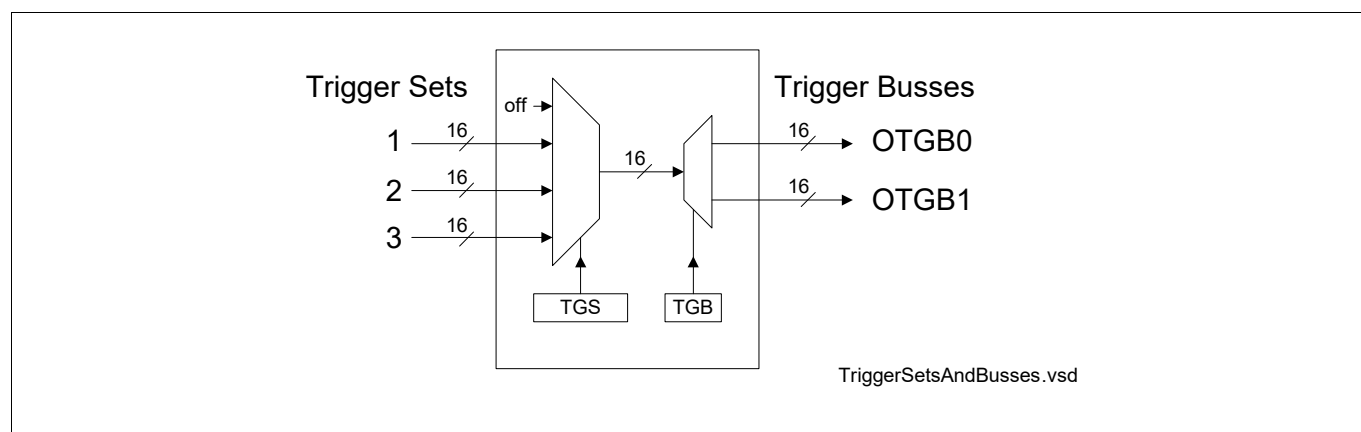 Trigger Sets
Trigger Busses
off
1
16
16
16
OTGB0
2
16
16
OTGB1
3
16
TGS
TGB
TriggerSetsAndBusses.vsd